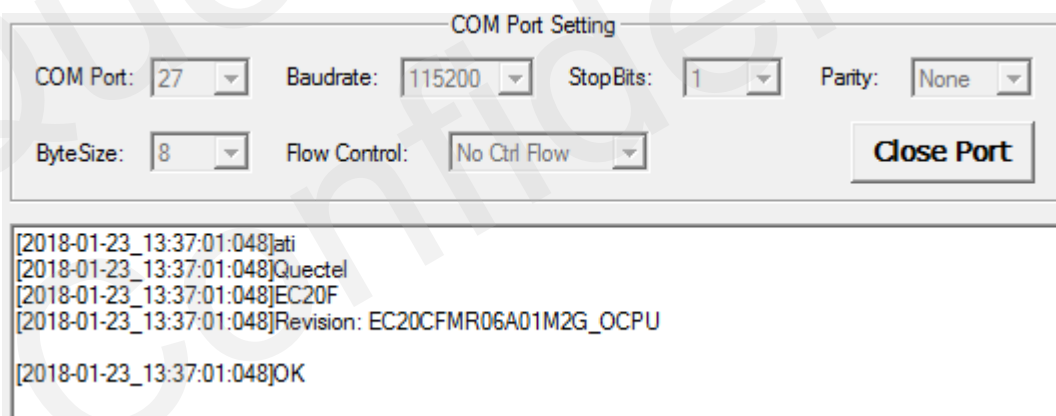 COM Port Setting
COM Port: 27 Baudrate: 115200 StopBits: 1 Parity: None
ByteSize: 8 Flow Control: No Ctrl Flow Close Port
[2018-01-23_13:37:01:048]ati
[2018-01-23_13:37:01:048]Quectel
[2018-01-23_13:37:01:048]EC20F
[2018-01-23_13:37:01:048]Revision: EC20CFMR06A01M2G_OCPU
[2018-01-23_13:37:01:048]OK